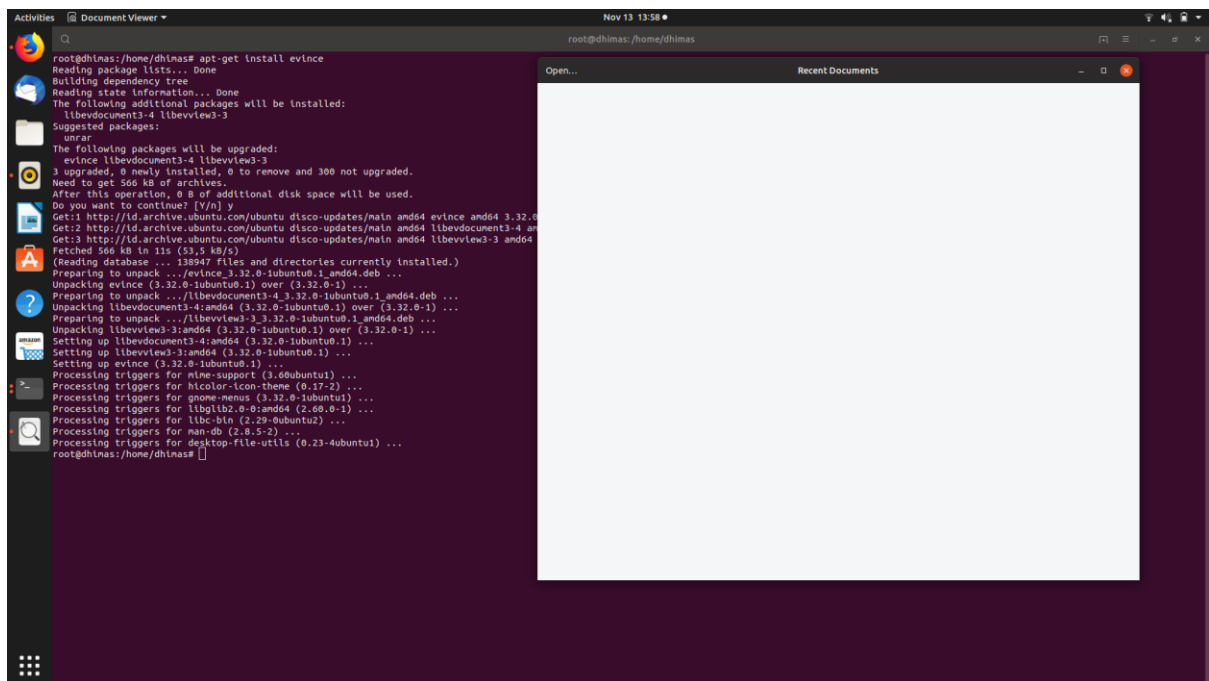 Activities Document Viewer Nov 13 13:58
root@dhimas: /home/dhimas
root@dhimas:/home/dhimas# apt-get install evince
Reading package lists... Done
Building dependency tree
Reading state information... Done
The following additional packages will be installed:
libevdocument3-4 libevview3-3
Suggested packages:
unrar
The following packages will be upgraded:
evince libevdocument3-4 libevview3-3
3 upgraded, 0 newly installed, 0 to remove and 300 not upgraded.
Need to get 566 kB of archives.
After this operation, 0 B of additional disk space will be used.
Do you want to continue? [Y/n] y
Get:1 http://id.archive.ubuntu.com/ubuntu disco-updates/main amd64 evince amd64 3.32.0
Get:2 http://id.archive.ubuntu.com/ubuntu disco-updates/main amd64 libevdocument3-4 am
Get:3 http://id.archive.ubuntu.com/ubuntu disco-updates/main amd64 libevview3-3 amd64
Fetched 566 kB in 11s (53,5 kB/s)
(Reading database ... 138947 files and directories currently installed.)
Preparing to unpack .../evince_3.32.0-1ubuntu0.1_amd64.deb ...
Unpacking evince (3.32.0-1ubuntu0.1) over (3.32.0-1) ...
Preparing to unpack .../libevdocument3-4_3.32.0-1ubuntu0.1_amd64.deb ...
Unpacking libevdocument3-4:amd64 (3.32.0-1ubuntu0.1) over (3.32.0-1) ...
Preparing to unpack .../libevview3-3_3.32.0-1ubuntu0.1_amd64.deb ...
Unpacking libevview3-3:amd64 (3.32.0-1ubuntu0.1) over (3.32.0-1) ...
Setting up libevdocument3-4:amd64 (3.32.0-1ubuntu0.1) ...
Setting up libevview3-3:amd64 (3.32.0-1ubuntu0.1) ...
Setting up evince (3.32.0-1ubuntu0.1) ...
Processing triggers for mime-support (3.60ubuntu1) ...
Processing triggers for hicolor-icon-theme (0.17-2) ...
Processing triggers for gnome-menus (3.32.0-1ubuntu1) ...
Processing triggers for libglib2.0-0:amd64 (2.60.0-1) ...
Processing triggers for libc-bin (2.29-0ubuntu2) ...
Processing triggers for man-db (2.8.5-2) ...
Processing triggers for desktop-file-utils (0.23-4ubuntu1) ...
root@dhimas:/home/dhimas#
Open... Recent Documents
amazon